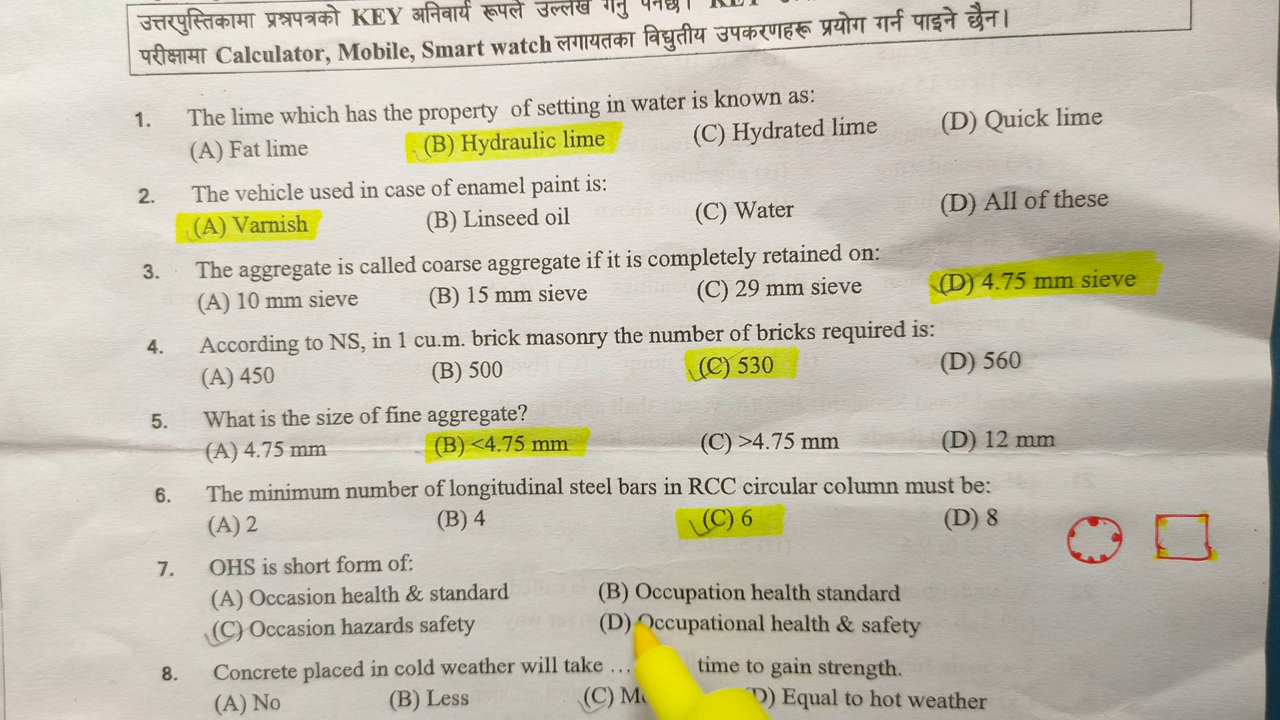 उत्तरपुस्तिकामा प्रश्नपत्रको KEY अनिवार्य रूपले उल्लेख गर्नु पर्नेछ।
परीक्षामा Calculator, Mobile, Smart watch लगायतका विधुतीय उपकरणहरू प्रयोग गर्न पाइने छैन।
1. The lime which has the property of setting in water is known as:
(A) Fat lime (B) Hydraulic lime (C) Hydrated lime (D) Quick lime
2. The vehicle used in case of enamel paint is:
(A) Varnish (B) Linseed oil (C) Water (D) All of these
3. The aggregate is called coarse aggregate if it is completely retained on:
(A) 10 mm sieve (B) 15 mm sieve (C) 29 mm sieve (D) 4.75 mm sieve
4. According to NS, in 1 cu.m. brick masonry the number of bricks required is:
(A) 450 (B) 500 (C) 530 (D) 560
5. What is the size of fine aggregate?
(A) 4.75 mm (B) <4.75 mm (C) >4.75 mm (D) 12 mm
6. The minimum number of longitudinal steel bars in RCC circular column must be:
(A) 2 (B) 4 (C) 6 (D) 8
7. OHS is short form of:
(A) Occasion health & standard (B) Occupation health standard
(C) Occasion hazards safety (D) Occupational health & safety
8. Concrete placed in cold weather will take ... time to gain strength.
(A) No (B) Less (C) (D) Equal to hot weather